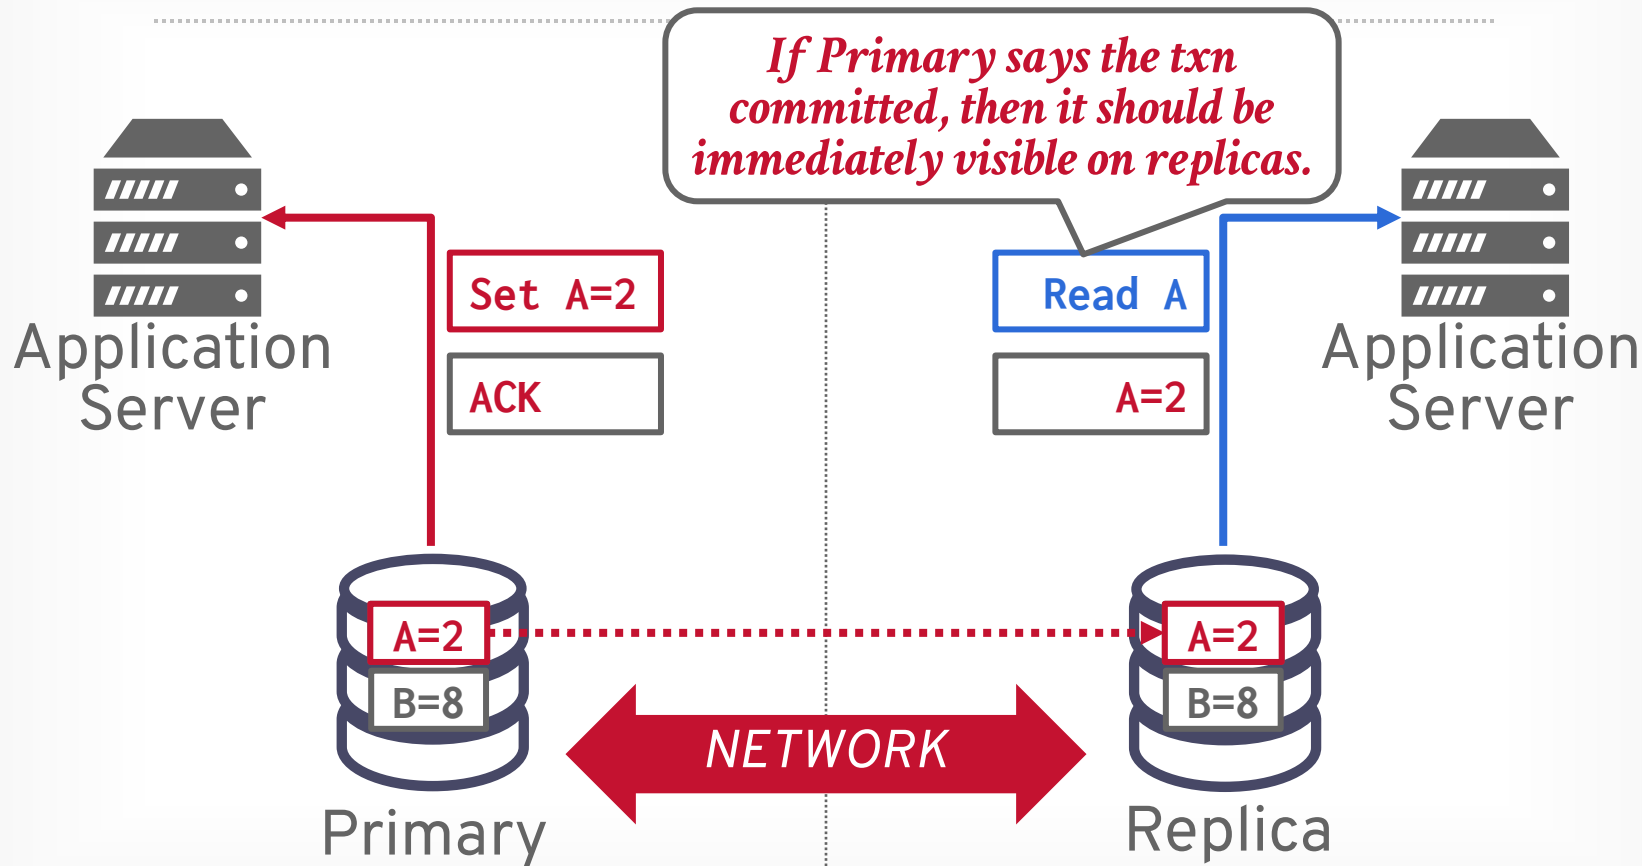 If Primary says the txn
committed, then it should be
immediately visible on replicas.
Application
Server
Set A=2
ACK
Read A
A=2
Application
Server
A=2
B=8
A=2
B=8
NETWORK
Primary
Replica